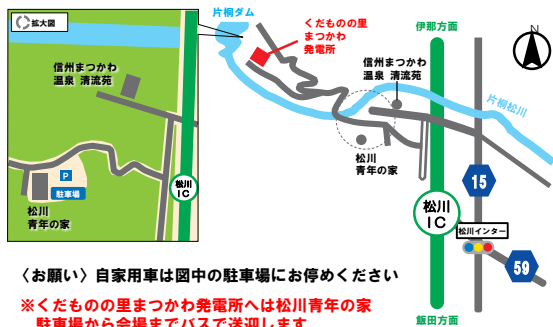 拡大図
信州まつかわ
温泉 清流苑
P
駐車場
松川
青年の家
松川
IC
片桐ダム
くだものの里
まつかわ
発電所
信州まつかわ
温泉 清流苑
松川
青年の家
伊那方面
片桐松川
15
松川
IC
松川インター
59
飯田方面
〈お願い〉自家用車は図中の駐車場にお停めください
※くだものの里まつかわ発電所へは松川青年の家
駐車場から会場までバスで送迎します